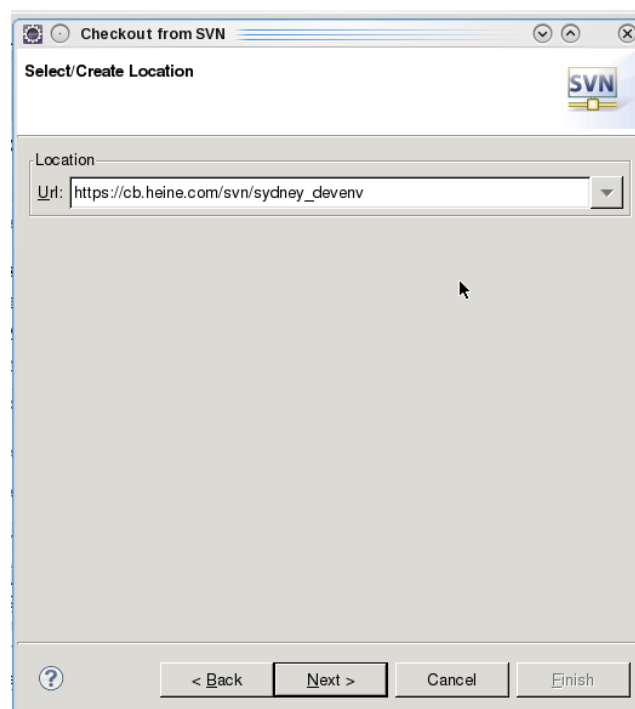 Checkout from SVN
Select/Create Location
SVN
Location
Url: https://cb.heine.com/svn/sydney_devenv
?
< Back Next > Cancel Finish